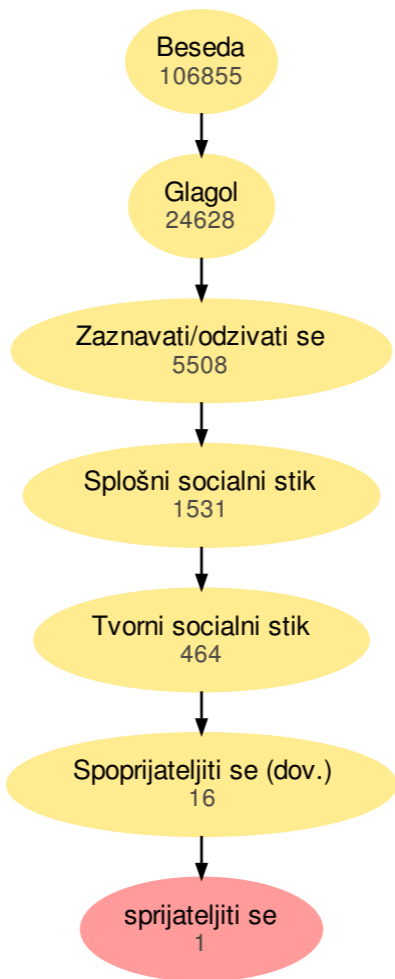 Beseda
106855
Glagol
24628
Zaznavati/odzivati se
5508
Splošni socialni stik
1531
Tvorni socialni stik
464
Spoprijateljiti se (dov.)
16
sprijateljiti se
1